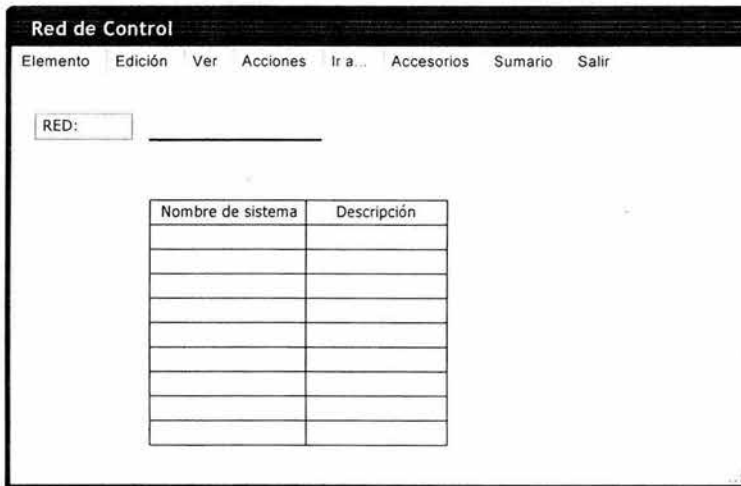 Red de Control
Elemento Edición Ver Acciones Ir a... Accesorios Sumario Salir
RED:
Nombre de sistema Descripción